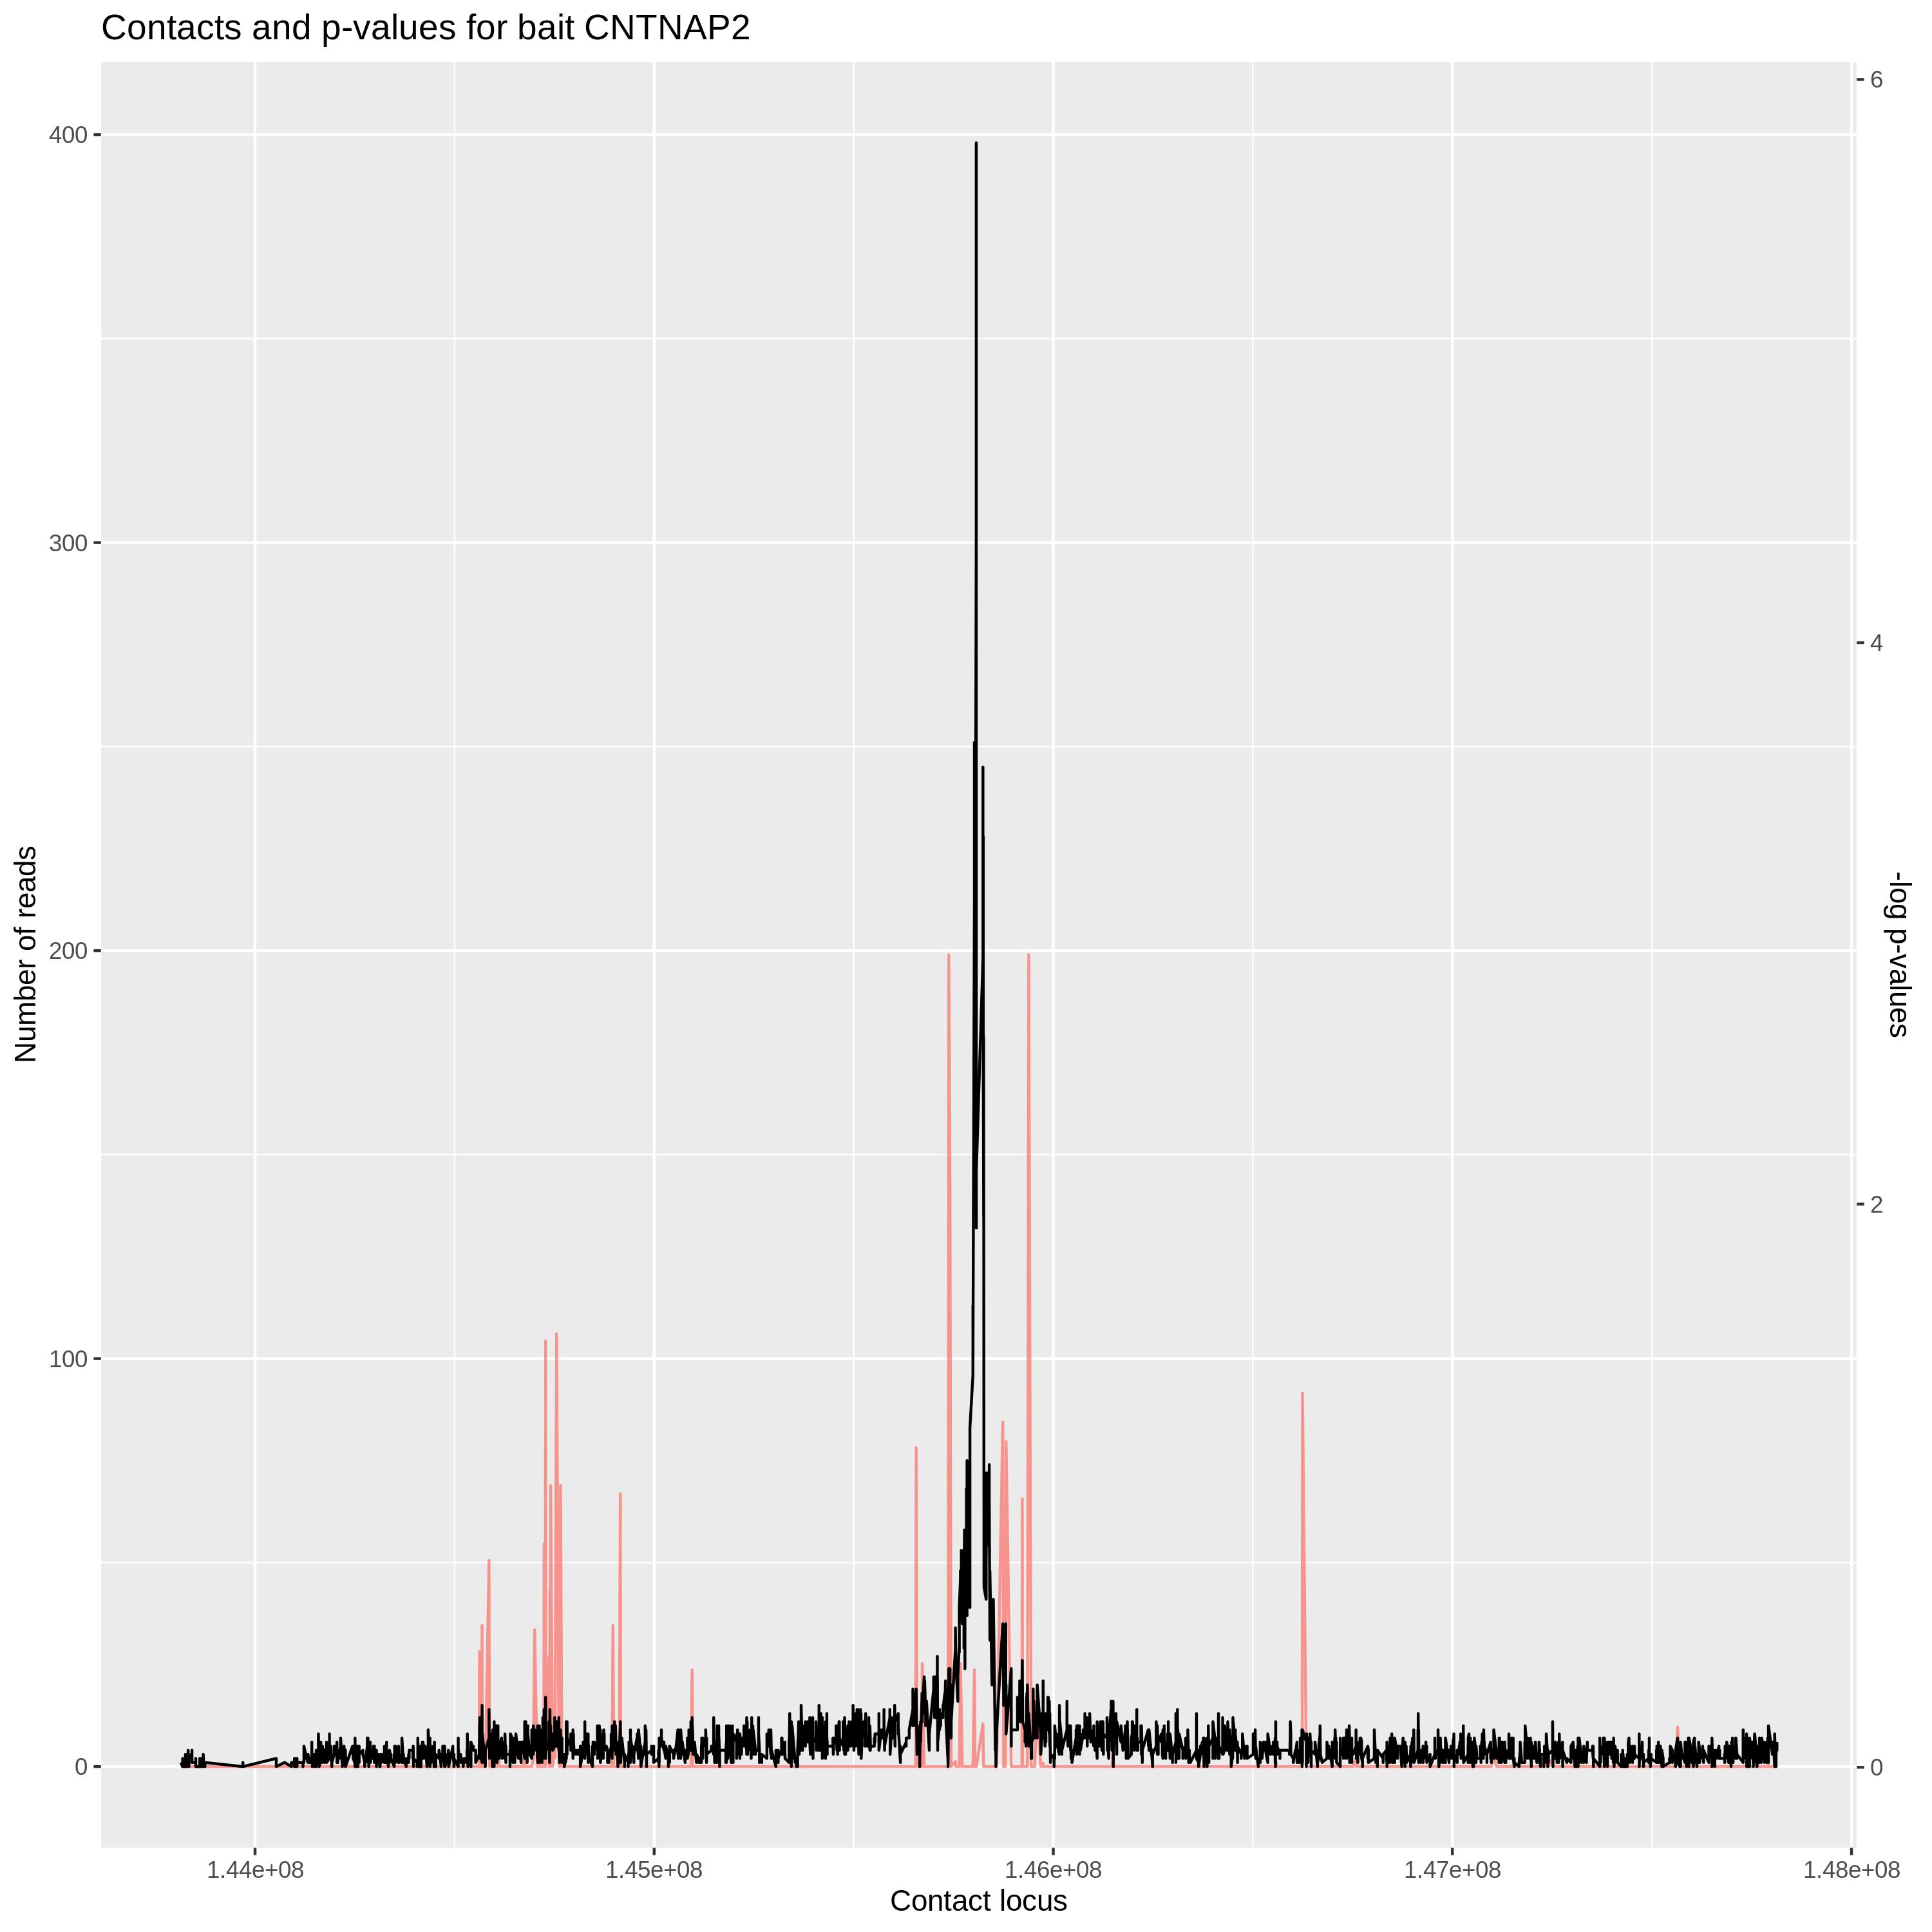 Contacts and p-values for bait CNTNAP2
400
300
200
100
0
6
4
2
0
Number of reads
-log p-values
1.44e+08
1.45e+08
1.46e+08
1.47e+08
1.48e+08
Contact locus